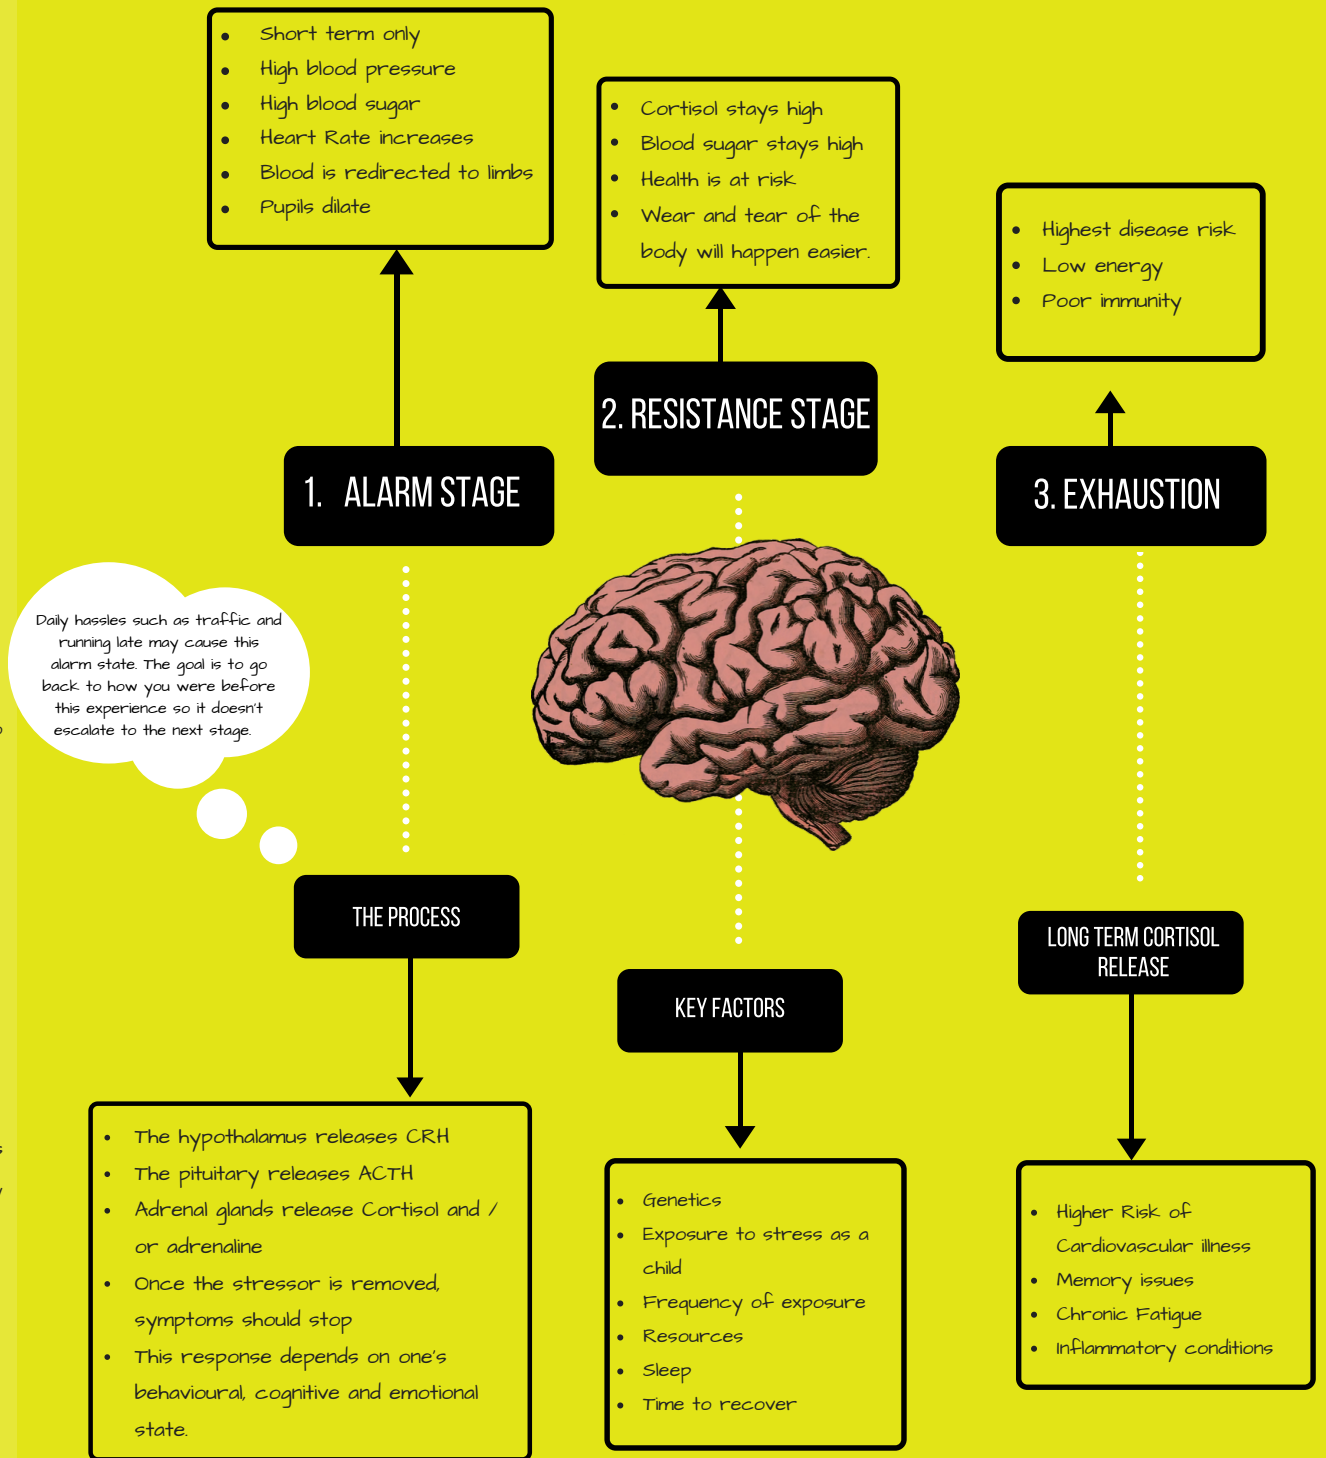 Short term only
High blood pressure
High blood sugar
Heart Rate increases
Blood is redirected to limbs
Pupils dilate
1. ALARM STAGE
Cortisol stays high
Blood sugar stays high
Health is at risk
Wear and tear of the
body will happen easier.
2. RESISTANCE STAGE
Highest disease risk
Low energy
Poor immunity
3. EXHAUSTION
Daily hassles such as traffic and
running late may cause this
alarm state. The goal is to go
back to how you were before
this experience so it doesn't
escalate to the next stage.
THE PROCESS
The hypothalamus releases CRH
The pituitary releases ACTH
Adrenal glands release Cortisol and /
or adrenaline
Once the stressor is removed,
symptoms should stop
This response depends on one's
behavioural, cognitive and emotional
state.
KEY FACTORS
Genetics
Exposure to stress as a
child
Frequency of exposure
Resources
Sleep
Time to recover
LONG TERM CORTISOL
RELEASE
Higher Risk of
Cardiovascular illness
Memory issues
Chronic Fatigue
Inflammatory conditions